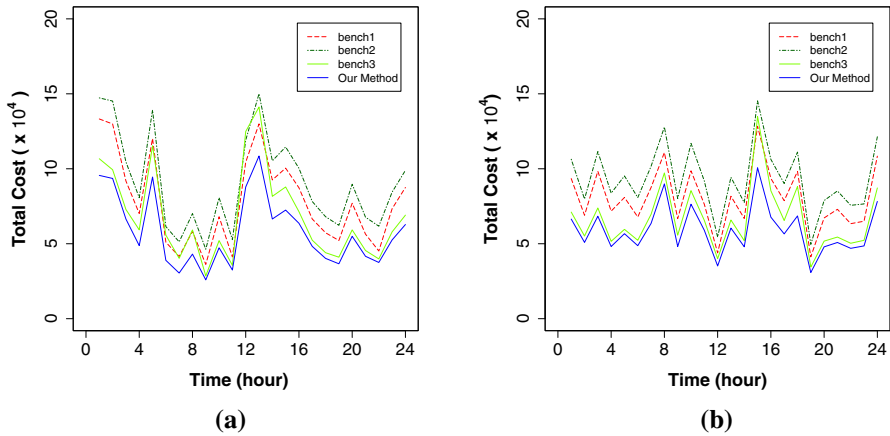 20
15
10
5
0
Total Cost ( x 10^4 )
bench1
bench2
bench3
Our Method
0 4 8 12 16 20 24
Time (hour)
(a)
20
15
10
5
0
Total Cost ( x 10^4 )
bench1
bench2
bench3
Our Method
0 4 8 12 16 20 24
Time (hour)
(b)